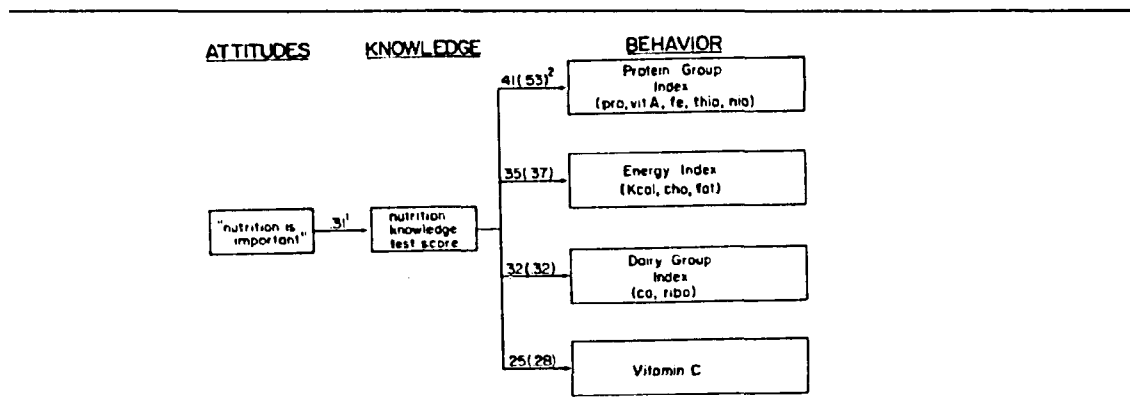 ATTITUDES KNOWLEDGE BEHAVIOR
41(53)²
Protein Group
Index
(pro, vit A, fe, thia, nia)
35(37)
Energy Index
(Kcal, cho, fat)
"nutrition is
important"
.31¹
nutrition
knowledge
test score
32(.32)
Dairy Group
Index
(ca, ribo)
25(28)
Vitamin C